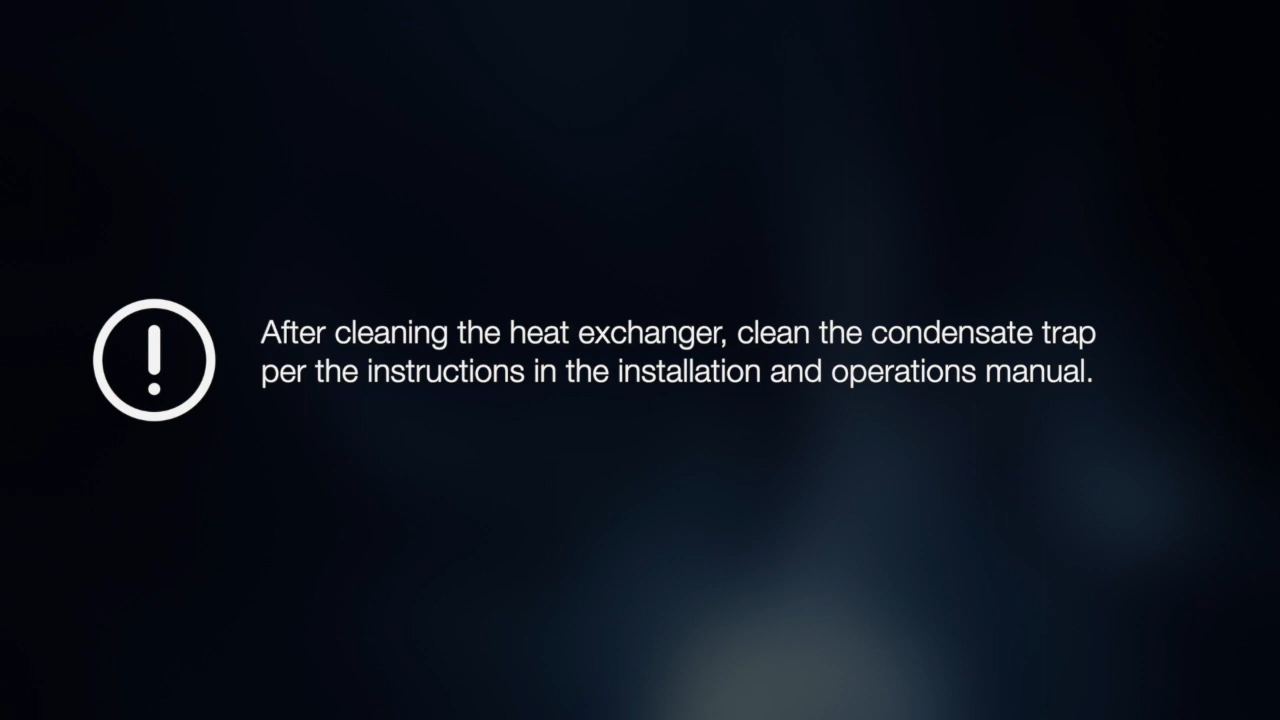 After cleaning the heat exchanger, clean the condensate trap
per the instructions in the installation and operations manual.